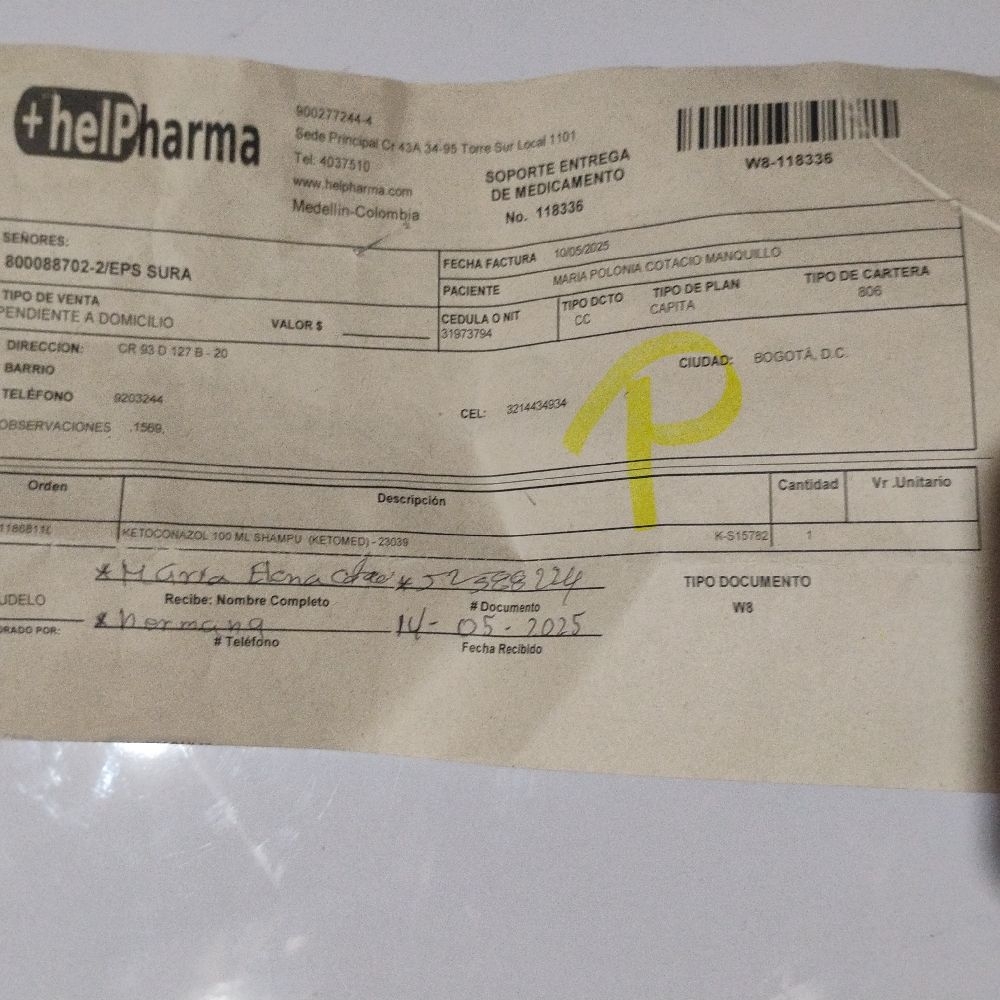 +helPharma
900277244-4
Sede Principal Cr 43A 34-95 Torre Sur Local 1101
Tel: 4037510
www.helpharma.com
Medellin-Colombia
SOPORTE ENTREGA
DE MEDICAMENTO
No. 118336
W8-118336
SEÑORES:
800088702-2/EPS SURA
FECHA FACTURA 10/05/2025
PACIENTE MARIA POLONIA COTACIO MANQUILLO
TIPO DE VENTA
PENDIENTE A DOMICILIO
VALOR $
CEDULA O NIT
31973794
TIPO DCTO
CC
TIPO DE PLAN
CAPITA
TIPO DE CARTERA
806
DIRECCION: CR 93 D 127 B - 20
CIUDAD: BOGOTÁ, D.C.
BARRIO
TELÉFONO 9203244
CEL: 3214434934
OBSERVACIONES .1569.
P
Orden Descripción Cantidad Vr .Unitario
KETOCONAZOL 100 ML SHAMPU (KETOMED) - 23039 K-S15782 1
*Maria Elena *52588224
Recibe: Nombre Completo # Documento
TIPO DOCUMENTO
W8
UDELO
*hermana 14-05-2025
RADO POR: # Teléfono Fecha Recibido